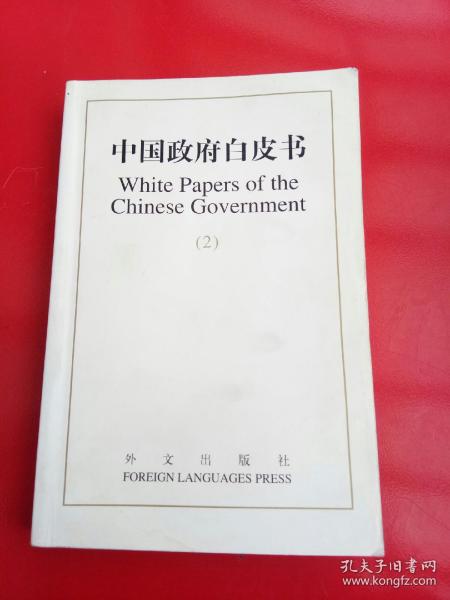 中国政府白皮书
White Papers of the
Chinese Government
(2)
外文出版社
FOREIGN LANGUAGES PRESS
孔夫子旧书网
www.kongfz.com